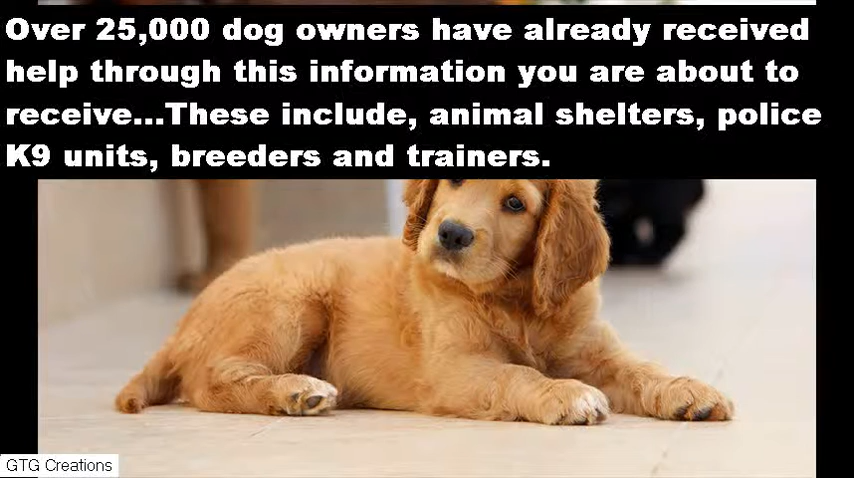 Over 25,000 dog owners have already received
help through this information you are about to
receive...These include, animal shelters, police
K9 units, breeders and trainers.
GTG Creations